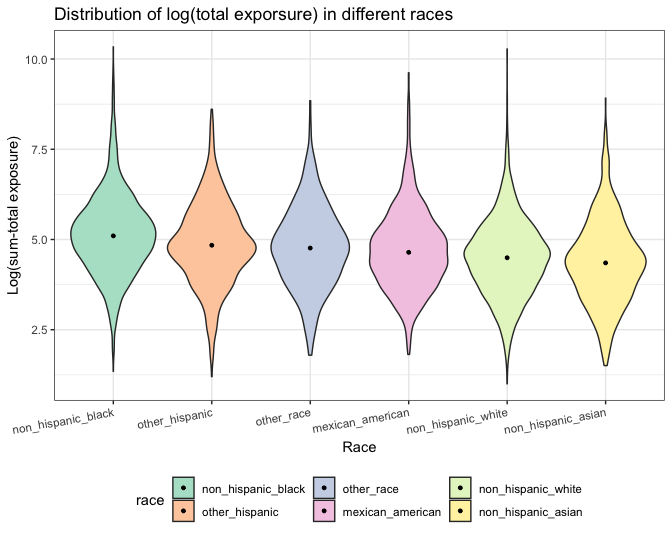 Distribution of log(total exporsure) in different races
Log(sum-total exposure)
10.0
7.5
5.0
2.5
non_hispanic_black
other_hispanic
other_race
mexican_american
non_hispanic_white
non_hispanic_asian
Race
race
non_hispanic_black
other_race
non_hispanic_white
other_hispanic
mexican_american
non_hispanic_asian